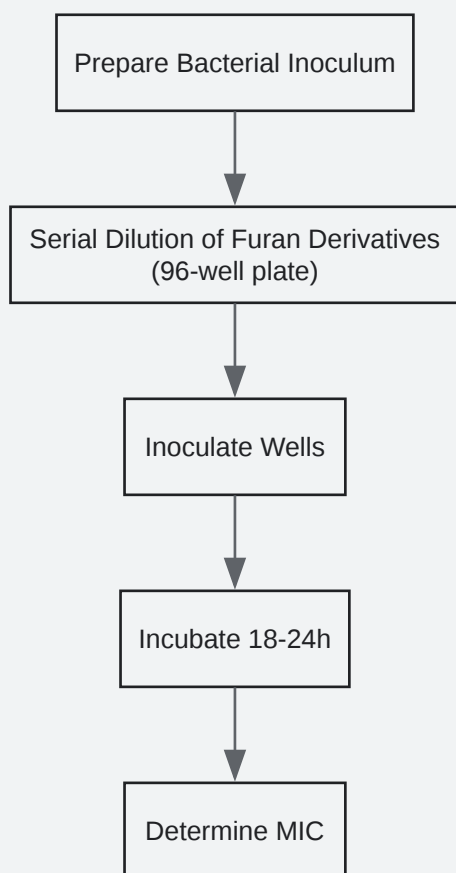 Prepare Bacterial Inoculum
Serial Dilution of Furan Derivatives
(96-well plate)
Inoculate Wells
Incubate 18-24h
Determine MIC